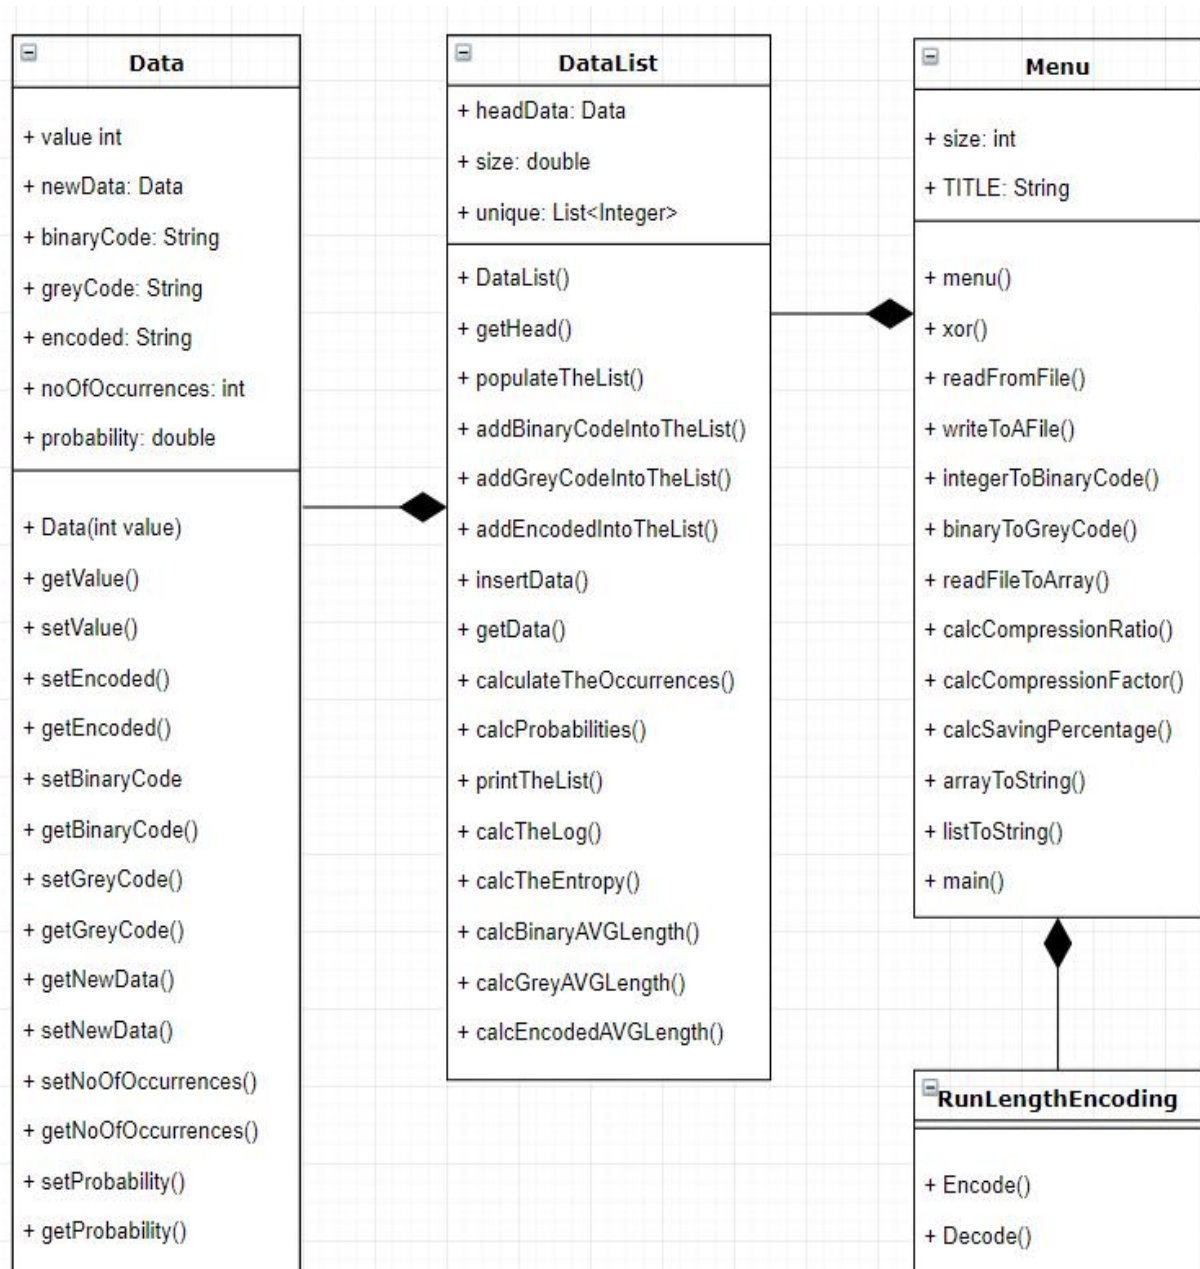 Data
+ value int
+ newData: Data
+ binaryCode: String
+ greyCode: String
+ encoded: String
+ noOfOccurrences: int
+ probability: double
+ Data(int value)
+ getValue()
+ setValue()
+ setEncoded()
+ getEncoded()
+ setBinaryCode
+ getBinaryCode()
+ setGreyCode()
+ getGreyCode()
+ getNewData()
+ setNewData()
+ setNoOfOccurrences()
+ getNoOfOccurrences()
+ setProbability()
+ getProbability()
DataList
+ headData: Data
+ size: double
+ unique: List<Integer>
+ DataList()
+ getHead()
+ populateTheList()
+ addBinaryCodeIntoTheList()
+ addGreyCodeIntoTheList()
+ addEncodedIntoTheList()
+ insertData()
+ getData()
+ calculateTheOccurrences()
+ calcProbabilities()
+ printTheList()
+ calcTheLog()
+ calcTheEntropy()
+ calcBinaryAVGLength()
+ calcGreyAVGLength()
+ calcEncodedAVGLength()
Menu
+ size: int
+ TITLE: String
+ menu()
+ xor()
+ readFromFile()
+ writeToAFile()
+ integerToBinaryCode()
+ binaryToGreyCode()
+ readFileToArray()
+ calcCompressionRatio()
+ calcCompressionFactor()
+ calcSavingPercentage()
+ arrayToString()
+ listToString()
+ main()
RunLengthEncoding
+ Encode()
+ Decode()